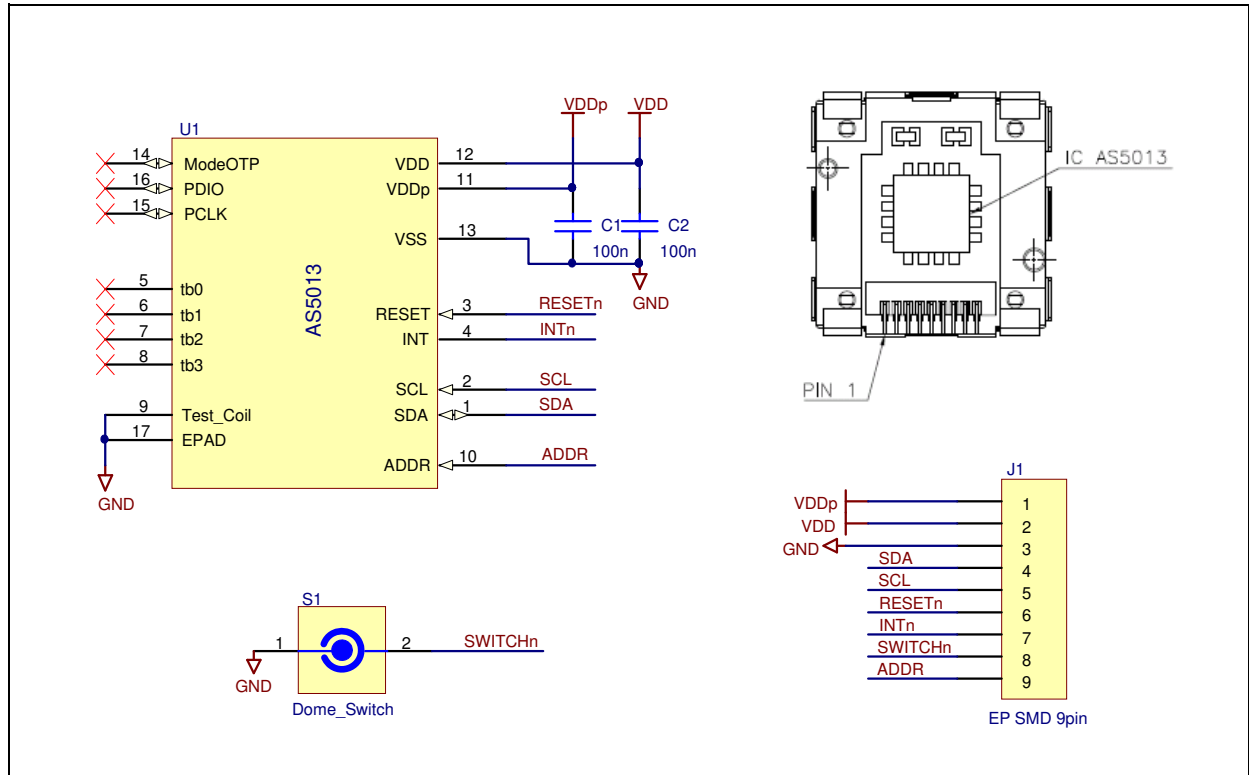 VDDp
VDD
U1
14
ModeOTP
16
PDIO
15
PCLK
5
tb0
6
tb1
7
tb2
8
tb3
9
Test_Coil
17
EPAD
GND
AS5013
VDD
12
VDDp
11
VSS
13
C1
100n
C2
100n
GND
RESET
3
RESETn
INT
4
INTn
SCL
2
SCL
SDA
1
SDA
ADDR
10
ADDR
IC AS5013
PIN 1
S1
1
2
SWITCHn
GND
Dome_Switch
J1
VDDp
1
VDD
2
GND
3
SDA
4
SCL
5
RESETn
6
INTn
7
SWITCHn
8
ADDR
9
EP SMD 9pin